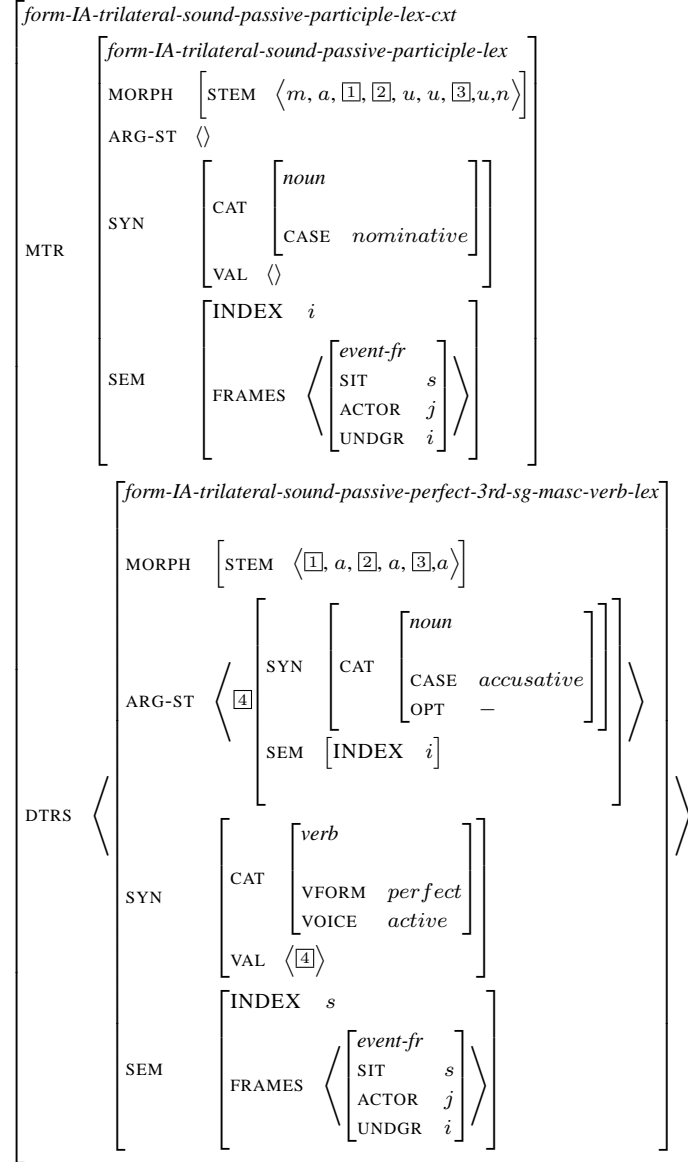 form-IA-trilateral-sound-passive-participle-lex-cxt
form-IA-trilateral-sound-passive-participle-lex
MORPH [STEM ⟨m, a, 1, 2, u, u, 3,u,n⟩]
ARG-ST ⟨⟩
noun
SYN CAT
CASE nominative
MTR
VAL ⟨⟩
INDEX i
event-fr
SEM
SIT s
FRAMES
ACTOR j
UNDGR i
form-IA-trilateral-sound-passive-perfect-3rd-sg-masc-verb-lex
MORPH [STEM ⟨1, a, 2, a, 3,a⟩]
noun
SYN CAT
CASE accusative
ARG-ST 4
OPT −
SEM [INDEX i]
DTRS
verb
CAT
VFORM perfect
SYN
VOICE active
VAL ⟨4⟩
INDEX s
event-fr
SEM
SIT s
FRAMES
ACTOR j
UNDGR i